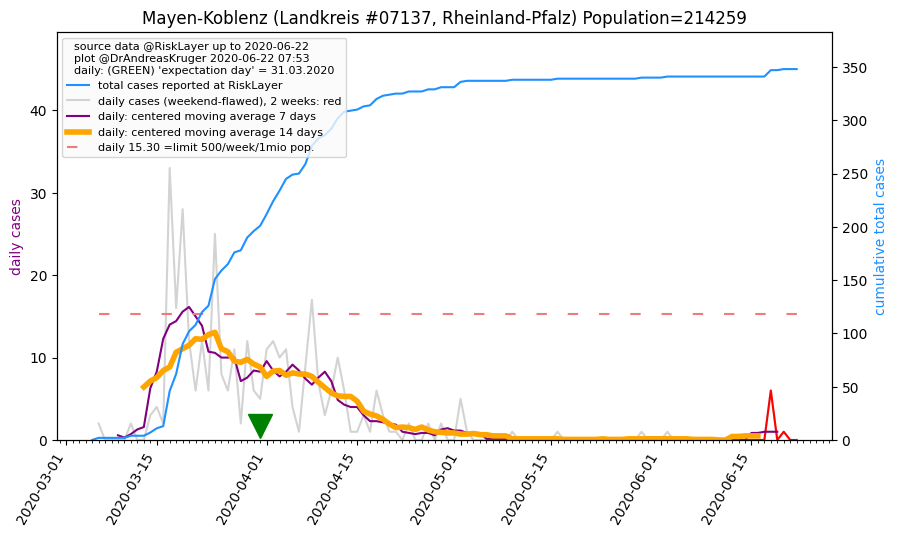 Mayen-Koblenz (Landkreis #07137, Rheinland-Pfalz) Population=214259
source data @RiskLayer up to 2020-06-22
plot @DrAndreasKruger 2020-06-22 07:53
daily: (GREEN) 'expectation day' = 31.03.2020
total cases reported at RiskLayer
daily cases (weekend-flawed), 2 weeks: red
daily: centered moving average 7 days
daily: centered moving average 14 days
daily 15.30 =limit 500/week/1mio pop.
daily cases
40
30
20
10
0
cumulative total cases
350
300
250
200
150
100
50
0
2020-03-01
2020-03-15
2020-04-01
2020-04-15
2020-05-01
2020-05-15
2020-06-01
2020-06-15